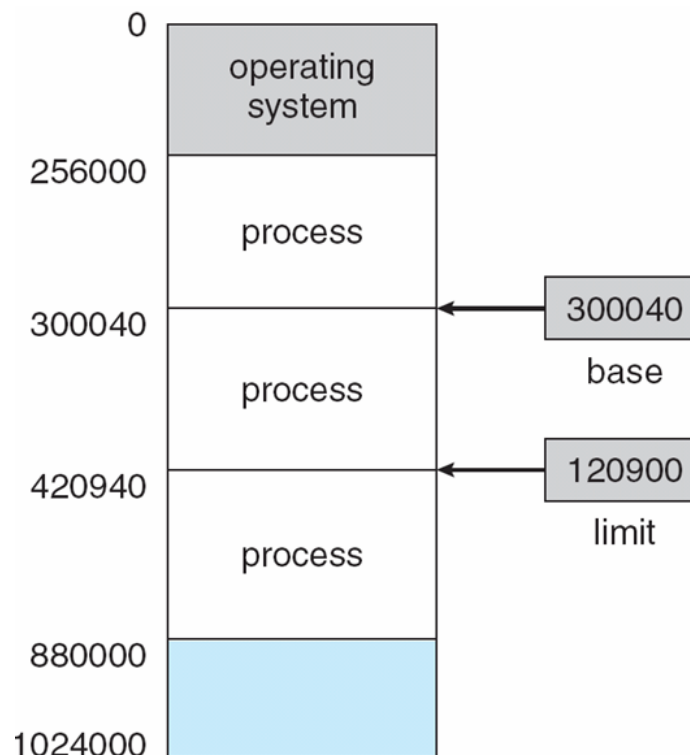 0
operating
system
256000
process
300040
300040
base
process
120900
420940
limit
process
880000
1024000